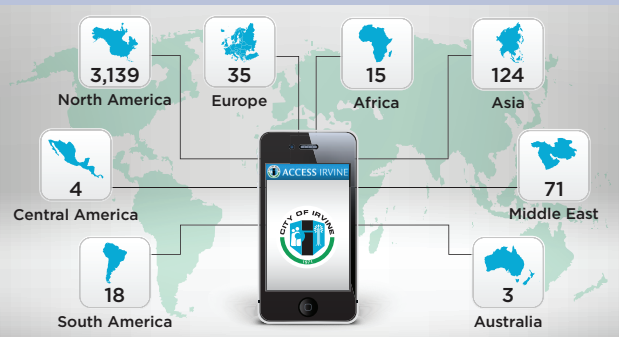 3,139
North America
35
Europe
15
Africa
124
Asia
4
Central America
ACCESS IRVINE
CITY OF IRVINE
1971
71
Middle East
18
South America
3
Australia